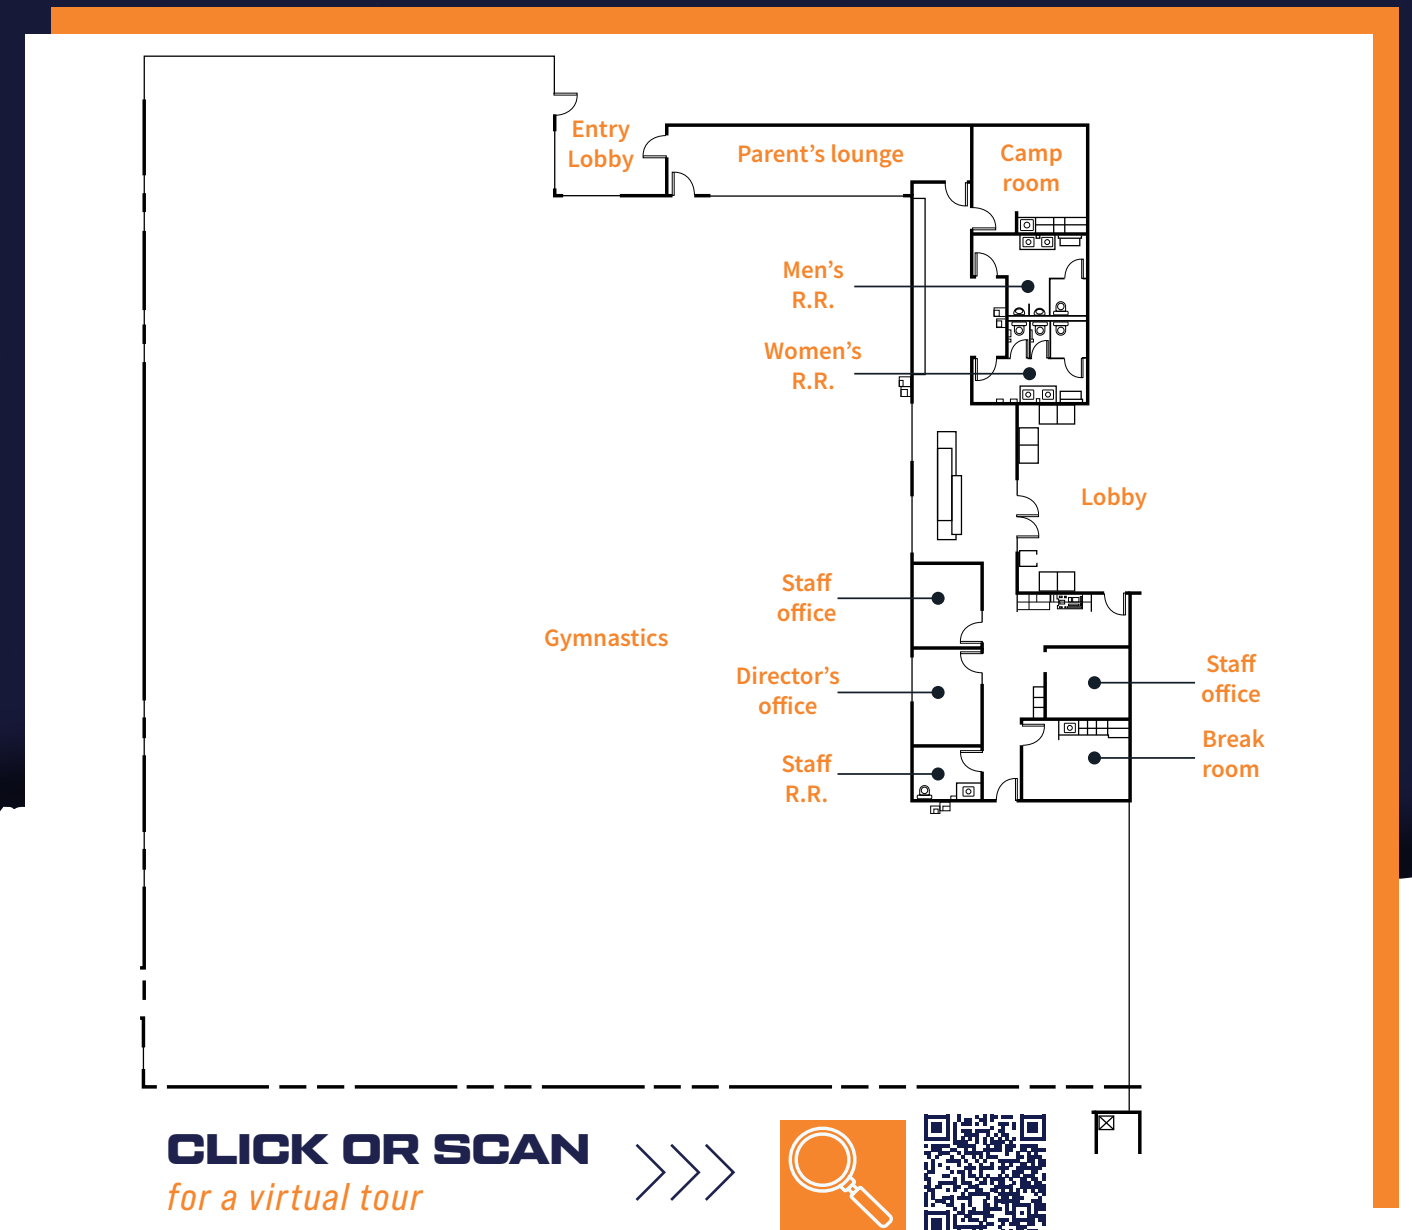 Entry
Lobby
Parent’s lounge
Camp
room
Men’s
R.R.
Women’s
R.R.
Lobby
Staff
office
Gymnastics
Director’s
office
Staff
office
Staff
R.R.
Break
room
CLICK OR SCAN
for a virtual tour